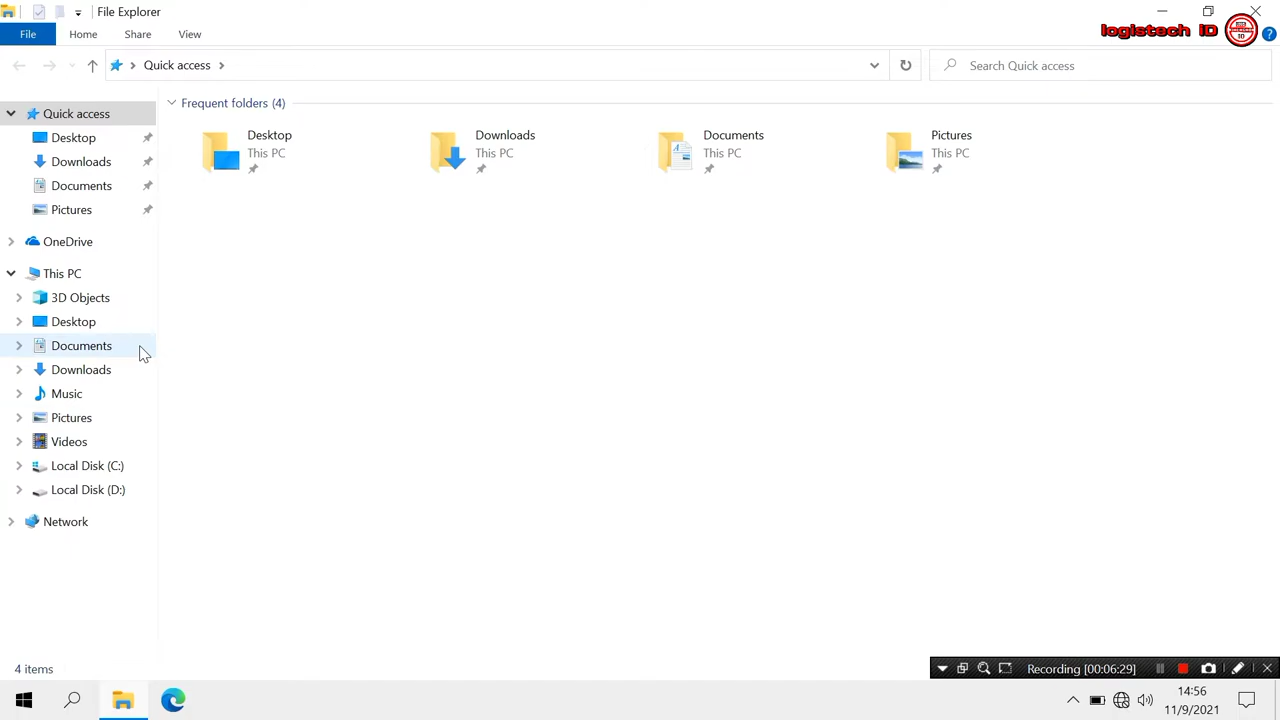 File Explorer
File
Home
Share
View
logistech ID
Quick access
Search Quick access
Quick access
Desktop
Downloads
Documents
Pictures
OneDrive
This PC
3D Objects
Desktop
Documents
Downloads
Music
Pictures
Videos
Local Disk (C:)
Local Disk (D:)
Network
Frequent folders (4)
Desktop
This PC
Downloads
This PC
Documents
This PC
Pictures
This PC
4 items
Recording [00:06:29]
14:56
11/9/2021